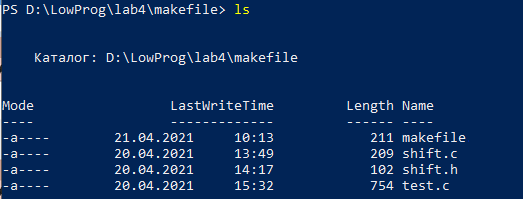 PS D:\LowProg\lab4\makefile> ls
Каталог: D:\LowProg\lab4\makefile
Mode LastWriteTime Length Name
---- ------------- ------ ----
-a---- 21.04.2021 10:13 211 makefile
-a---- 20.04.2021 13:49 209 shift.c
-a---- 20.04.2021 14:17 102 shift.h
-a---- 20.04.2021 15:32 754 test.c